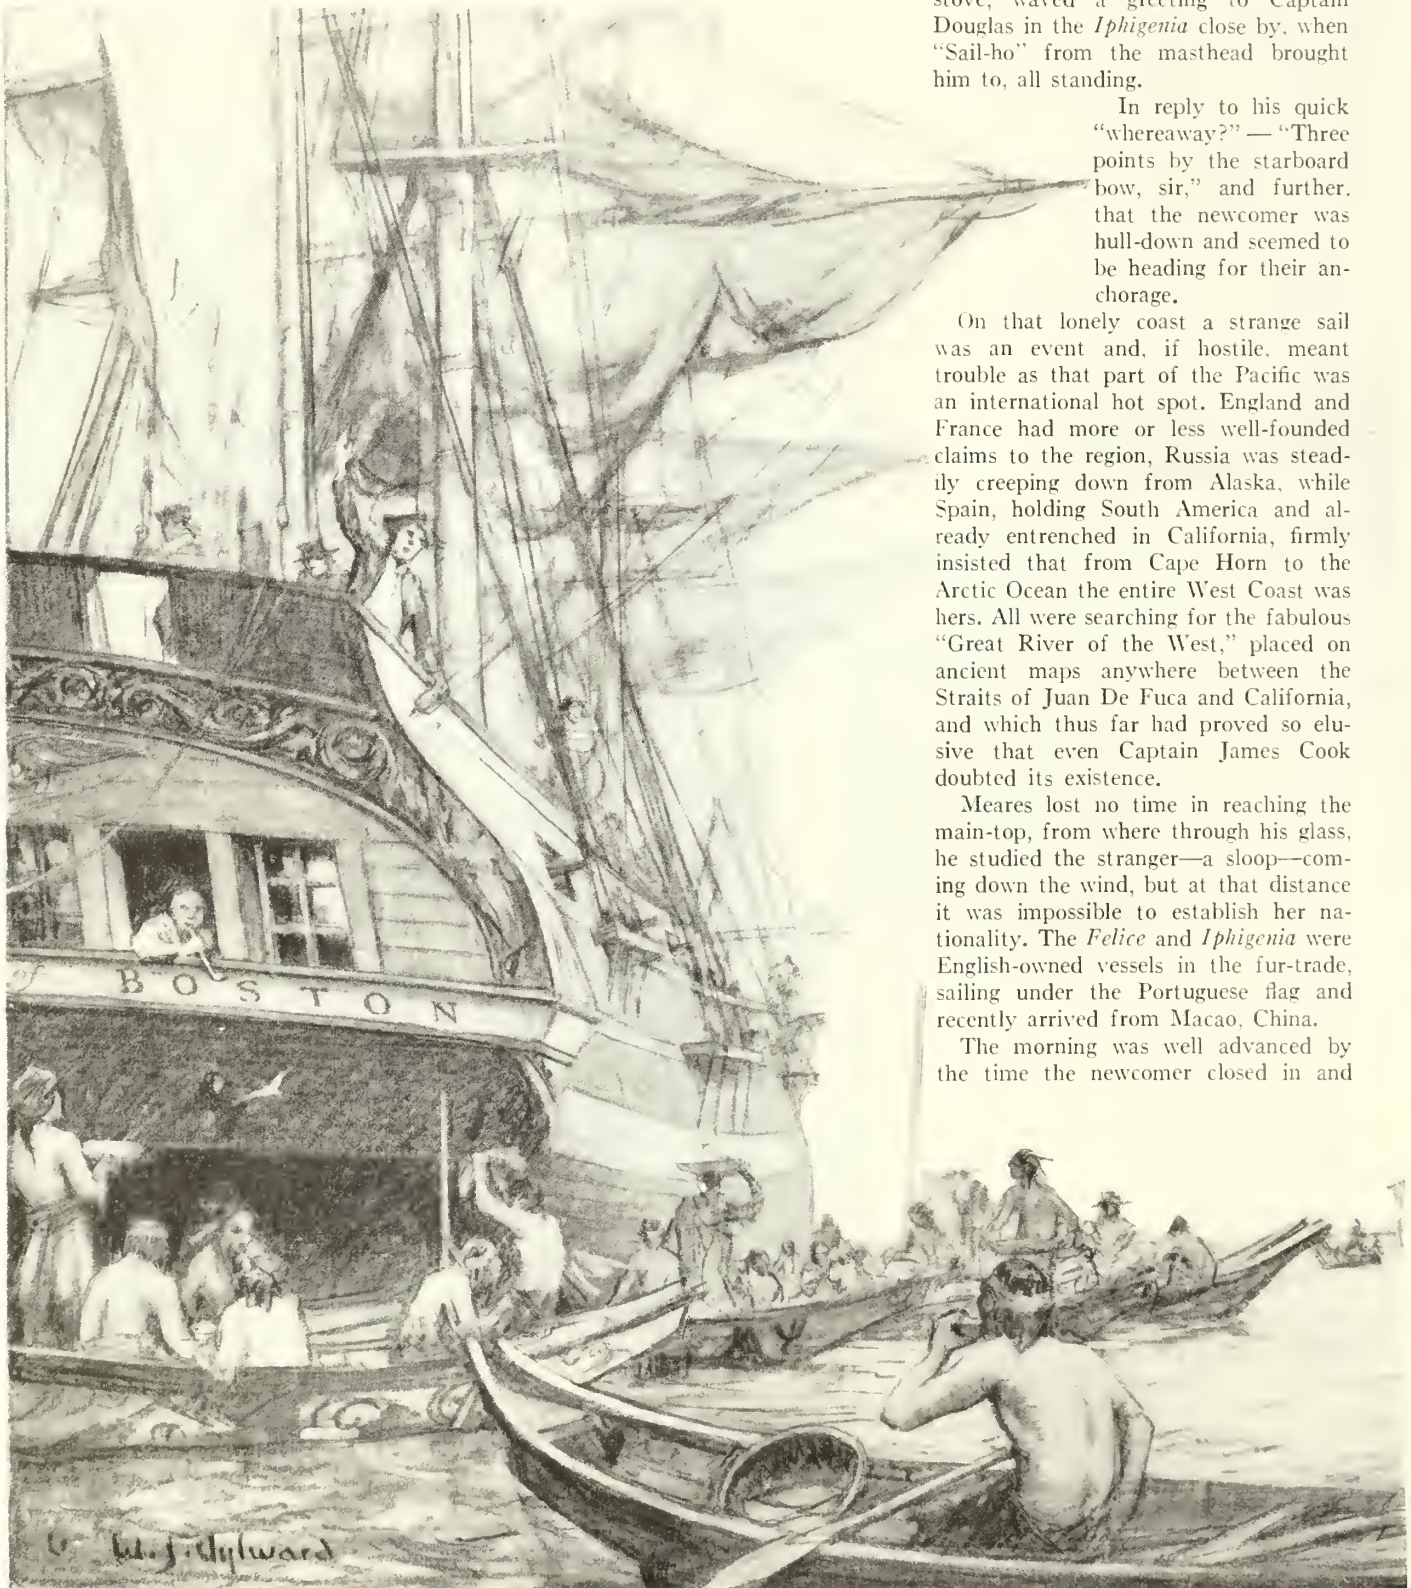 stove, waved a greeting to Captain
Douglas in the Iphigenia close by, when
“Sail-ho” from the masthead brought
him to, all standing.
In reply to his quick
“whereaway?” — “Three
points by the starboard
bow, sir,” and further,
that the newcomer was
hull-down and seemed to
be heading for their an-
chorage.
On that lonely coast a strange sail
was an event and, if hostile, meant
trouble as that part of the Pacific was
an international hot spot. England and
France had more or less well-founded
claims to the region, Russia was stead-
ily creeping down from Alaska, while
Spain, holding South America and al-
ready entrenched in California, firmly
insisted that from Cape Horn to the
Arctic Ocean the entire West Coast was
hers. All were searching for the fabulous
“Great River of the West,” placed on
ancient maps anywhere between the
Straits of Juan De Fuca and California,
and which thus far had proved so elu-
sive that even Captain James Cook
doubted its existence.
Meares lost no time in reaching the
main-top, from where through his glass,
he studied the stranger—a sloop—com-
ing down the wind, but at that distance
it was impossible to establish her na-
tionality. The Felice and Iphigenia were
English-owned vessels in the fur-trade,
sailing under the Portuguese flag and
recently arrived from Macao, China.
The morning was well advanced by
the time the newcomer closed in and
of BOSTON
W. J. Aylward